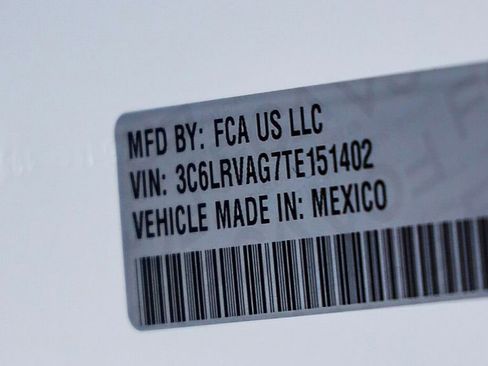 MFD BY: FCA US LLC
VIN: 3C6LRVAG7TE151402
VEHICLE MADE IN: MEXICO